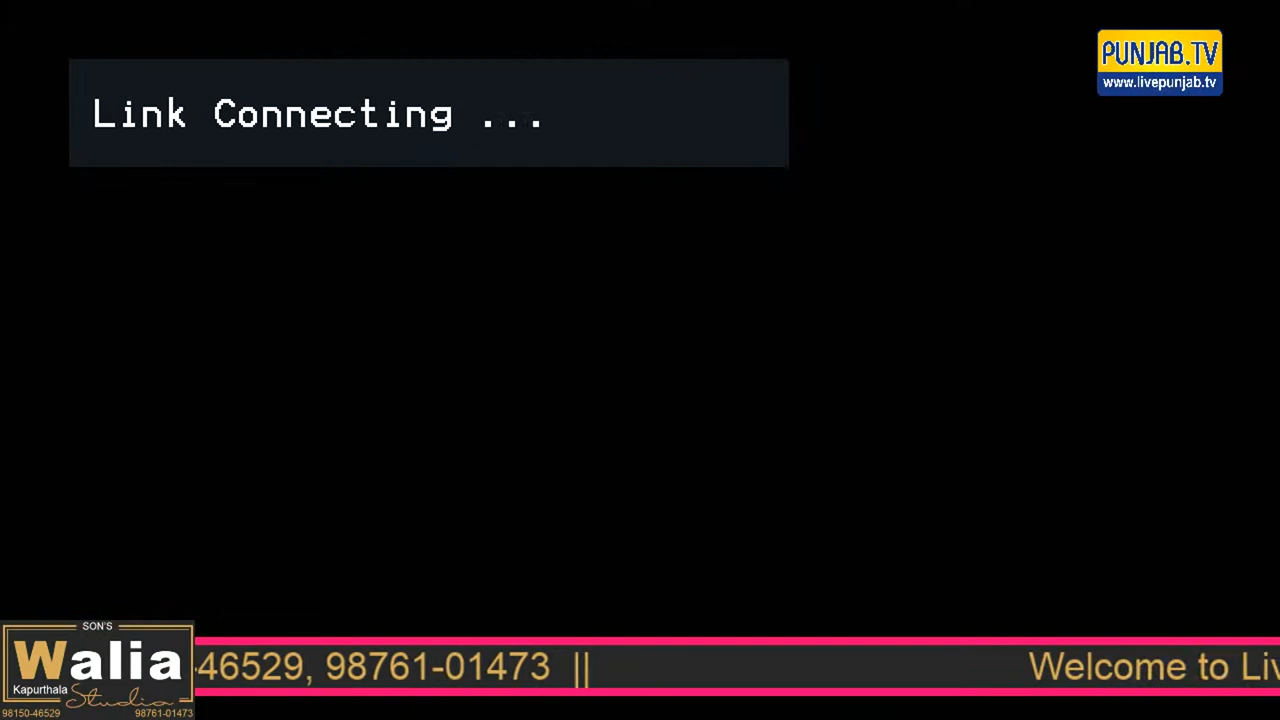 PUNJAB.TV
www.livepunjab.tv
Link Connecting ...
SON'S
Walia
Kapurthala
Studio
98150-46529 98761-01473
-46529, 98761-01473 || Welcome to Liv